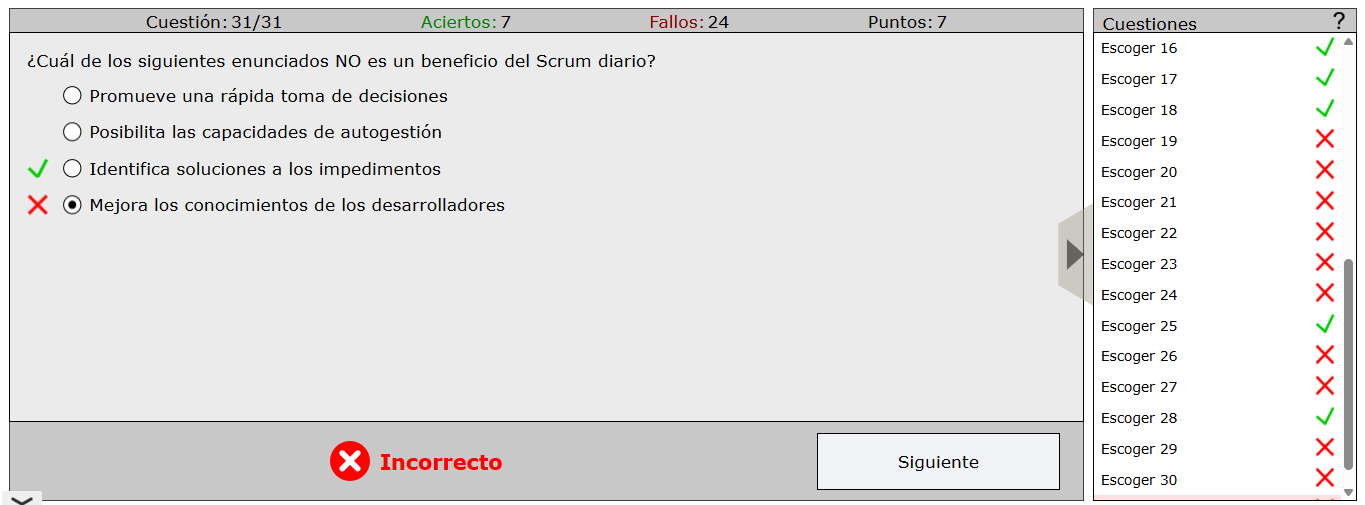 Cuestión: 31/31 Aciertos: 7 Fallos: 24 Puntos: 7
¿Cuál de los siguientes enunciados NO es un beneficio del Scrum diario?
Promueve una rápida toma de decisiones
Posibilita las capacidades de autogestión
Identifica soluciones a los impedimentos
Mejora los conocimientos de los desarrolladores
Incorrecto
Siguiente
Cuestiones ?
Escoger 16
Escoger 17
Escoger 18
Escoger 19
Escoger 20
Escoger 21
Escoger 22
Escoger 23
Escoger 24
Escoger 25
Escoger 26
Escoger 27
Escoger 28
Escoger 29
Escoger 30